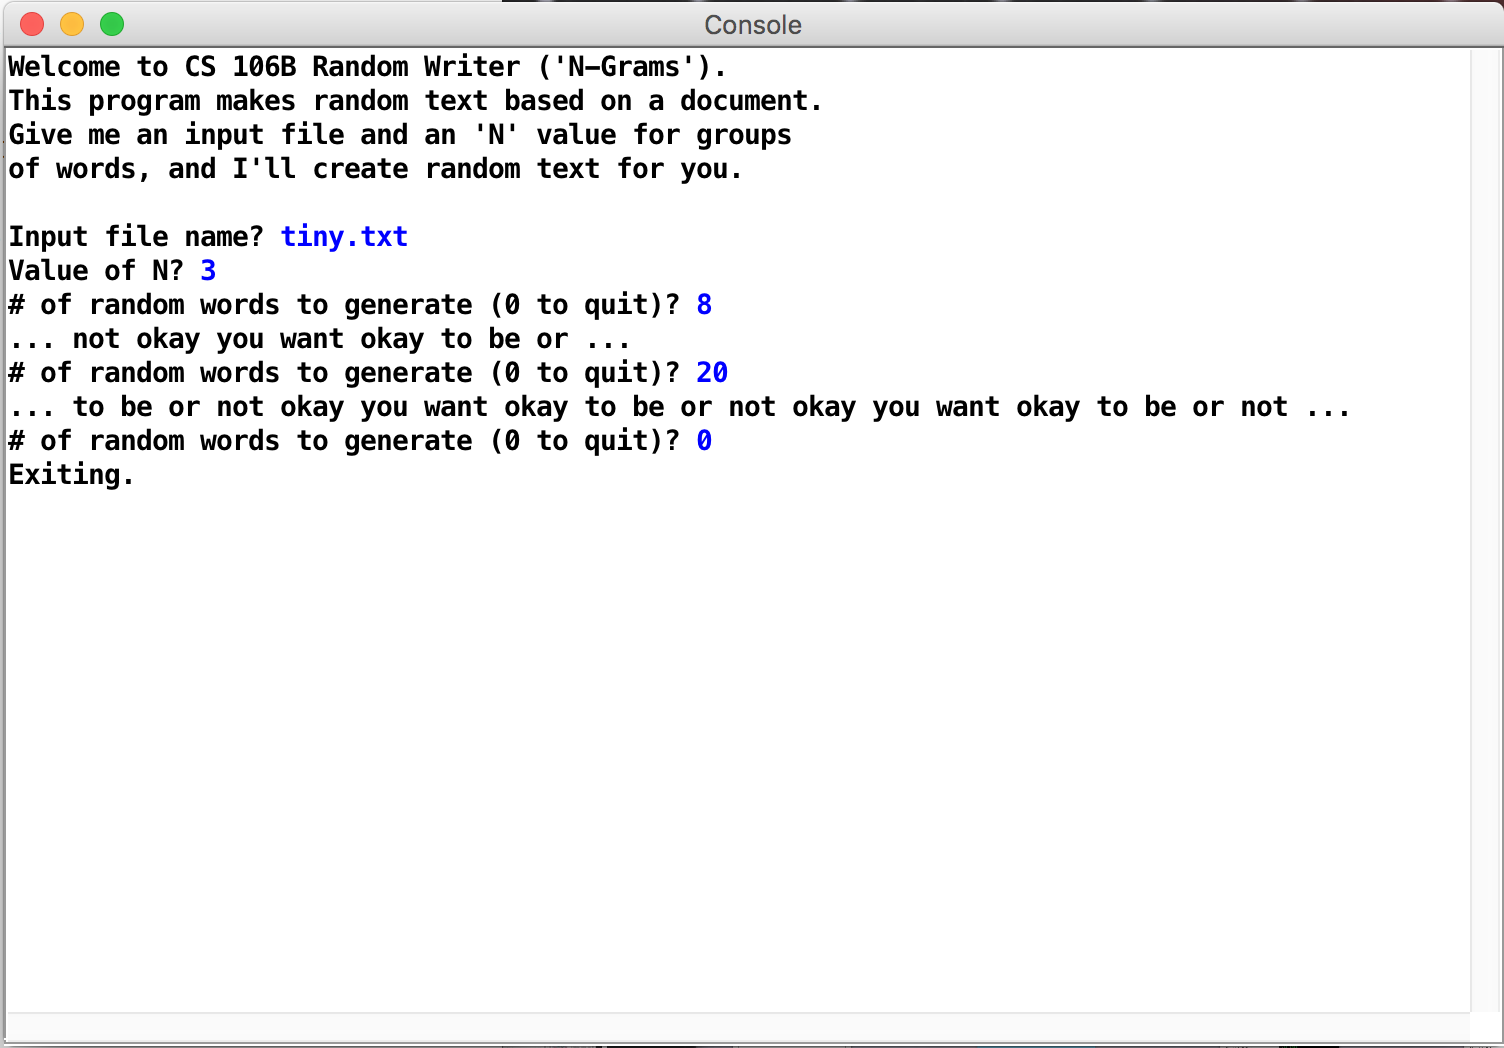 Console
Welcome to CS 106B Random Writer ('N-Grams').
This program makes random text based on a document.
Give me an input file and an 'N' value for groups
of words, and I'll create random text for you.
Input file name? tiny.txt
Value of N? 3
# of random words to generate (0 to quit)? 8
... not okay you want okay to be or ...
# of random words to generate (0 to quit)? 20
... to be or not okay you want okay to be or not okay you want okay to be or not ...
# of random words to generate (0 to quit)? 0
Exiting.